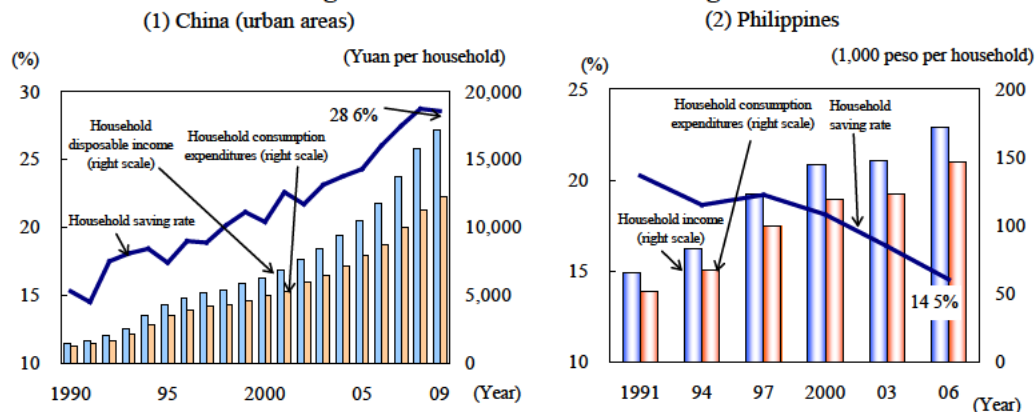 (1) China (urban areas)
(%)
(Yuan per household)
30
25
20
15
10
20,000
15,000
10,000
5,000
0
28 6%
Household
disposable income
(right scale)
Household consumption
expenditures (right scale)
Household saving rate
1990
95
2000
05
09
(Year)
(2) Philippines
(%)
(1,000 peso per household)
25
20
15
10
200
150
100
50
0
Household consumption
expenditures (right scale)
Household
saving rate
Household income
(right scale)
14 5%
1991
94
97
2000
03
06
(Year)